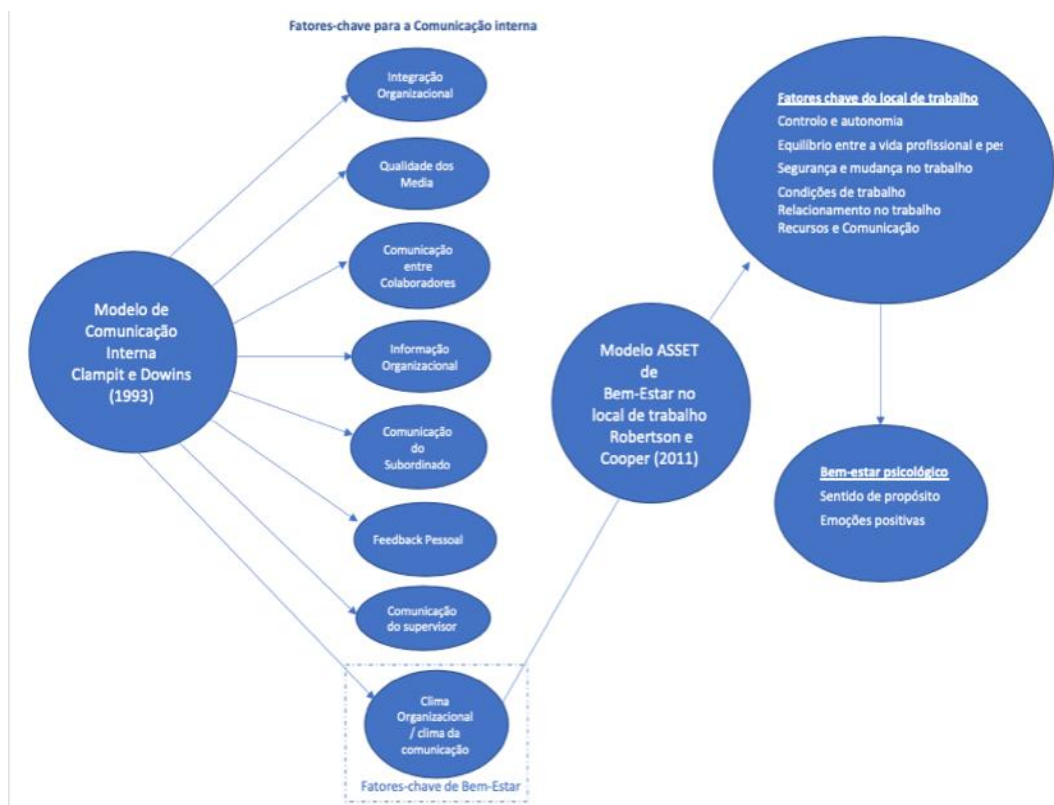 Fatores-chave para a Comunicação interna
Integração
Organizacional
Qualidade dos
Media
Comunicação
entre
Colaboradores
Informação
Organizacional
Comunicação
do
Subordinado
Feedback Pessoal
Comunicação
do supervisor
Clima
Organizacional
/ clima da
comunicação
Fatores-chave de Bem-Estar
Modelo de
Comunicação
Interna
Clampit e Dowins
(1993)
Modelo ASSET
de
Bem-Estar no
local de trabalho
Robertson e
Cooper (2011)
Fatores chave do local de trabalho
Controlo e autonomia
Equilíbrio entre a vida profissional e pes
Segurança e mudança no trabalho
Condições de trabalho
Relacionamento no trabalho
Recursos e Comunicação
Bem-estar psicológico
Sentido de propósito
Emoções positivas